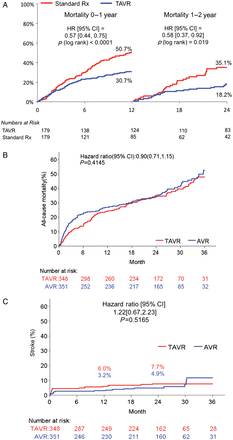 A
Standard Rx
TAVR
Mortality 0–1 year
Mortality 1–2 year
HR [95% CI] =
0.57 [0.44, 0.75]
p (log rank) < 0.0001
HR [95% CI] =
0.58 [0.37, 0.92]
p (log rank) = 0.019
60%
50%
40%
30%
20%
10%
0%
50.7%
30.7%
35.1%
18.2%
0
6
12
18
24
Numbers at Risk
TAVR 179 138 124 110 83
Standard Rx 179 121 85 62 42
B
Hazard ratio(95% CI):0.90(0.71,1.15)
P=0.4145
All-cause mortality(%)
TAVR
AVR
0 6 12 18 24 30 36
Month
Number at risk:
TAVR:348 298 260 234 172 70 31
AVR:351 252 236 217 165 65 32
C
Hazard ratio [95% CI]
1.22[0.67,2.23]
P=0.5165
Stroke (%)
TAVR
AVR
6.0%
3.2%
7.7%
4.9%
0 6 12 18 24 30 36
Month
Number at risk:
TAVR:348 287 249 224 162 65 28
AVR:351 246 230 211 160 62 31